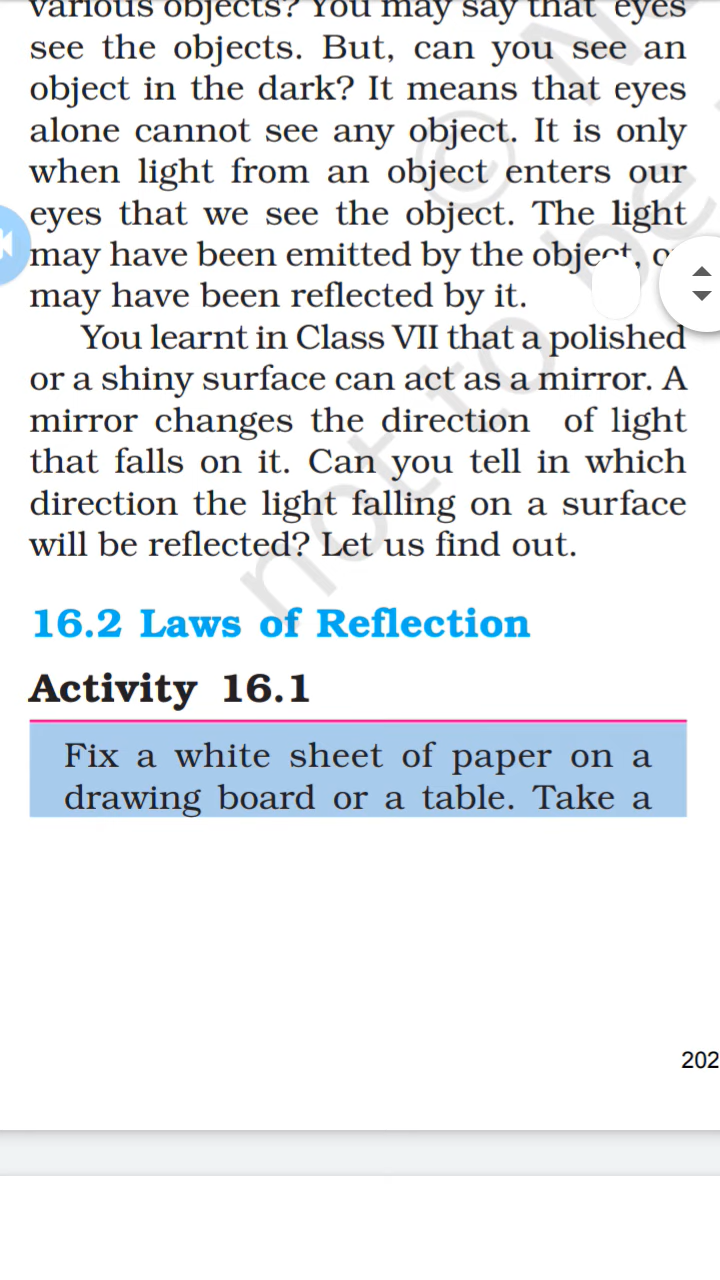 various objects? You may say that eyes
see the objects. But, can you see an
object in the dark? It means that eyes
alone cannot see any object. It is only
when light from an object enters our
eyes that we see the object. The light
may have been emitted by the object,
may have been reflected by it.
You learnt in Class VII that a polished
or a shiny surface can act as a mirror. A
mirror changes the direction of light
that falls on it. Can you tell in which
direction the light falling on a surface
will be reflected? Let us find out.
16.2 Laws of Reflection
Activity 16.1
Fix a white sheet of paper on a
drawing board or a table. Take a
202
© N
not to be